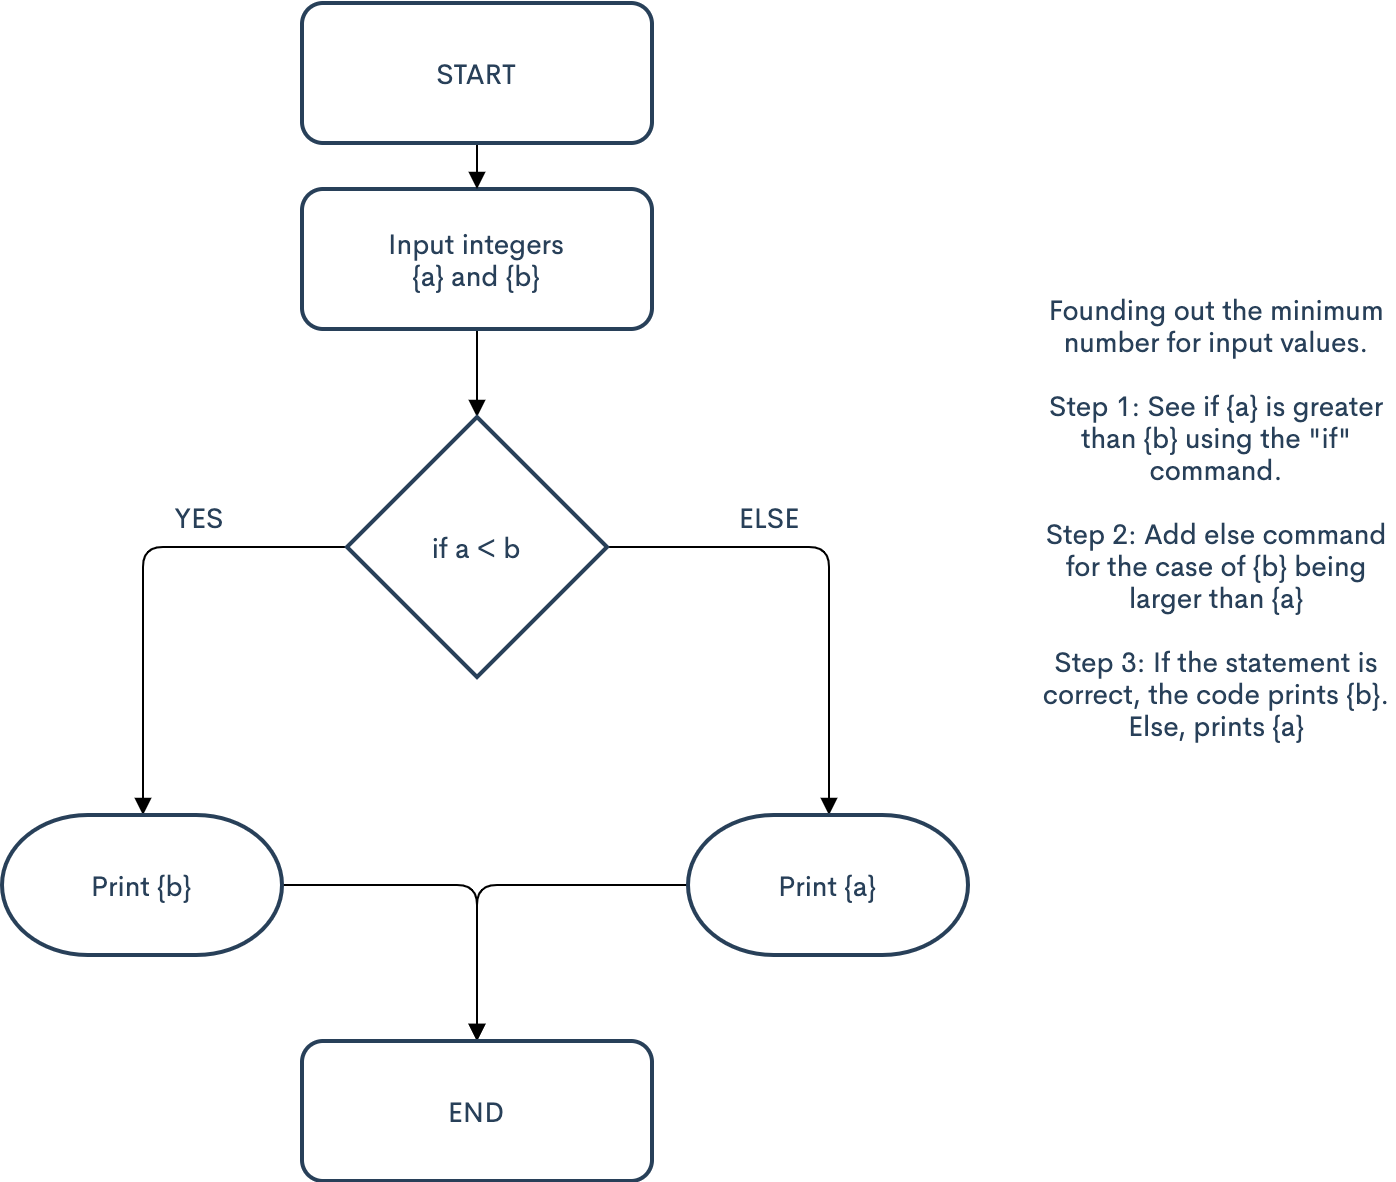 START
Input integers
{a} and {b}
if a < b
YES
ELSE
Print {b}
Print {a}
END
Founding out the minimum
number for input values.
Step 1: See if {a} is greater
than {b} using the "if"
command.
Step 2: Add else command
for the case of {b} being
larger than {a}
Step 3: If the statement is
correct, the code prints {b}.
Else, prints {a}